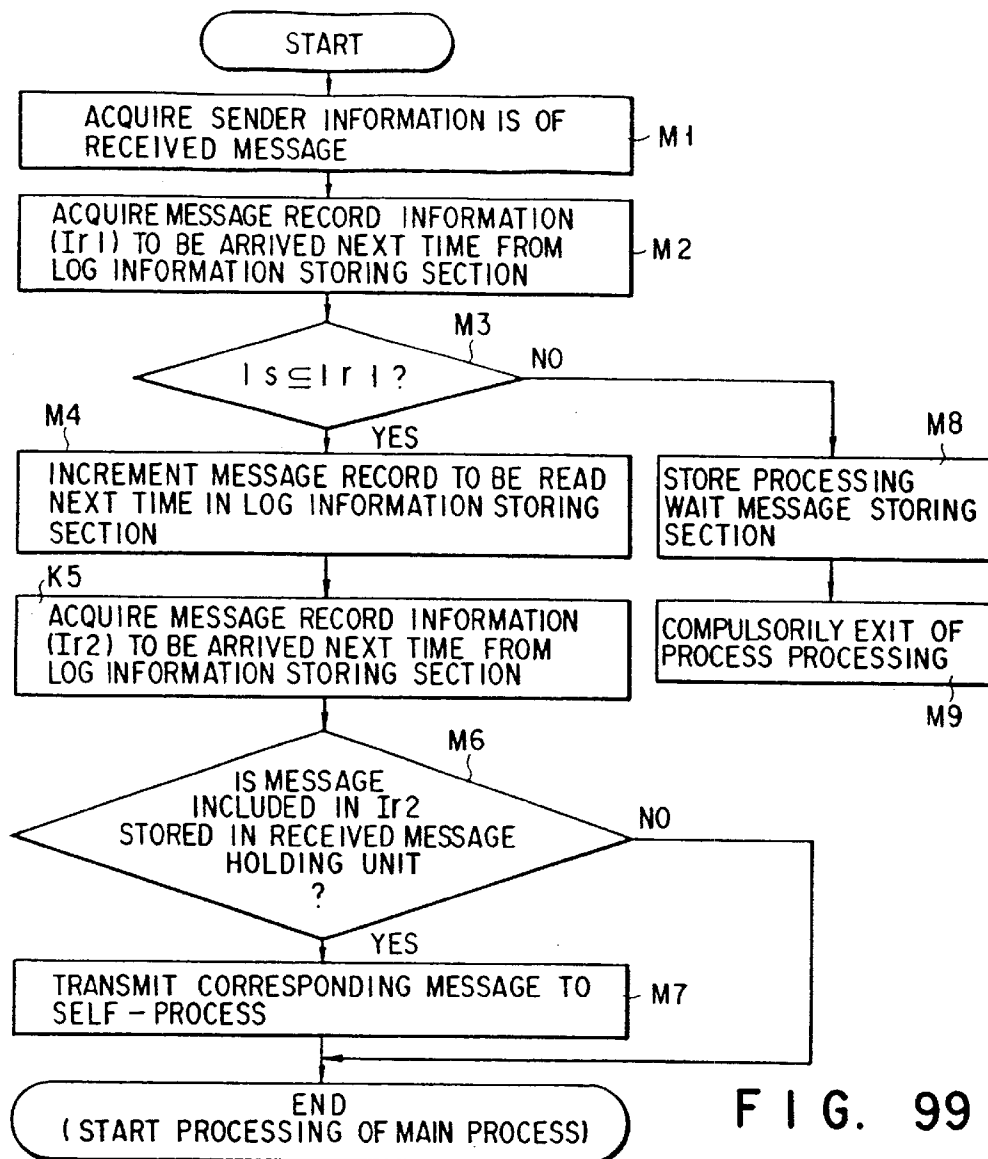 START
ACQUIRE SENDER INFORMATION IS OF
RECEIVED MESSAGE
M1
ACQUIRE MESSAGE RECORD INFORMATION
(Ir1) TO BE ARRIVED NEXT TIME FROM
LOG INFORMATION STORING SECTION
M2
M3
Is⊆Ir1?
NO
YES
M4
INCREMENT MESSAGE RECORD TO BE READ
NEXT TIME IN LOG INFORMATION STORING
SECTION
M8
STORE PROCESSING
WAIT MESSAGE STORING
SECTION
K5
ACQUIRE MESSAGE RECORD INFORMATION
(Ir2) TO BE ARRIVED NEXT TIME FROM
LOG INFORMATION STORING SECTION
COMPULSORILY EXIT OF
PROCESS PROCESSING
M9
M6
IS MESSAGE
INCLUDED IN Ir2
STORED IN RECEIVED MESSAGE
HOLDING UNIT
?
NO
YES
TRANSMIT CORRESPONDING MESSAGE TO
SELF-PROCESS
M7
END
(START PROCESSING OF MAIN PROCESS)
FIG. 99